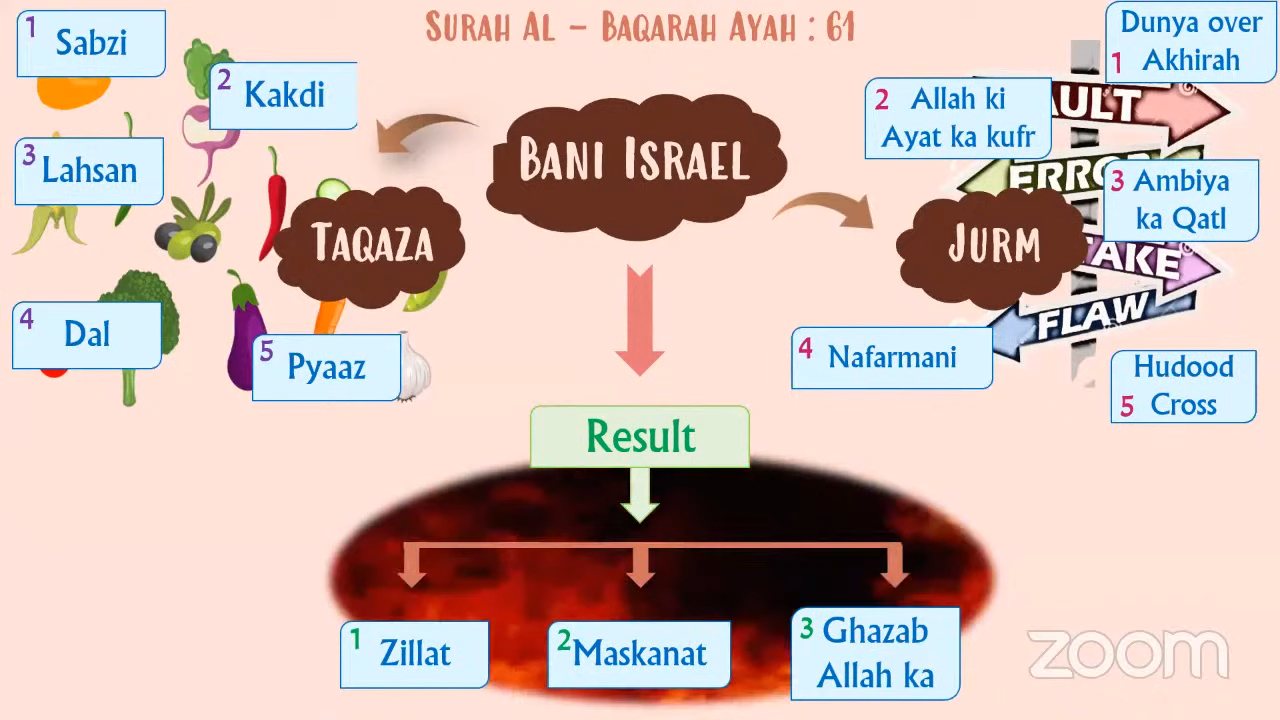 SURAH AL – BAQARAH AYAH : 61
BANI ISRAEL
TAQAZA
1 Sabzi
2 Kakdi
3 Lahsan
4 Dal
5 Pyaaz
JURM
Dunya over
1 Akhirah
2 Allah ki
Ayat ka kufr
3 Ambiya
ka Qatl
4 Nafarmani
Hudood
5 Cross
AULT
ERRO
TAKE
FLAW
Result
1 Zillat
2 Maskanat
3 Ghazab
Allah ka
zoom